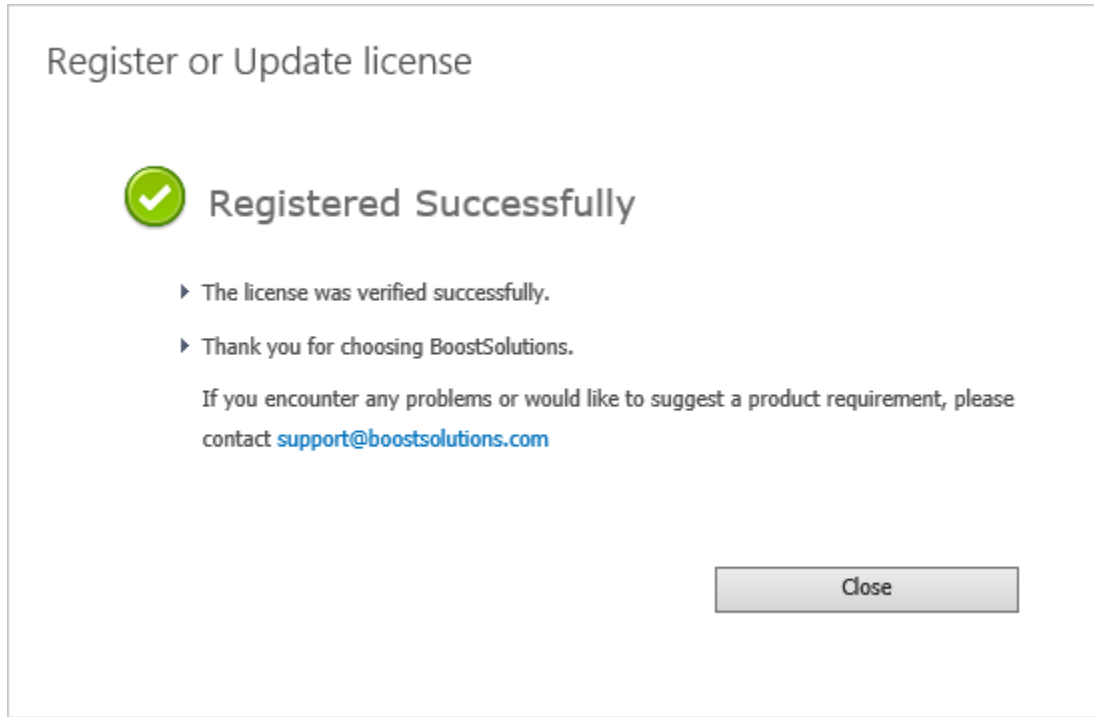 Register or Update license
Registered Successfully
The license was verified successfully.
Thank you for choosing BoostSolutions.
If you encounter any problems or would like to suggest a product requirement, please
contact support@boostsolutions.com
Close